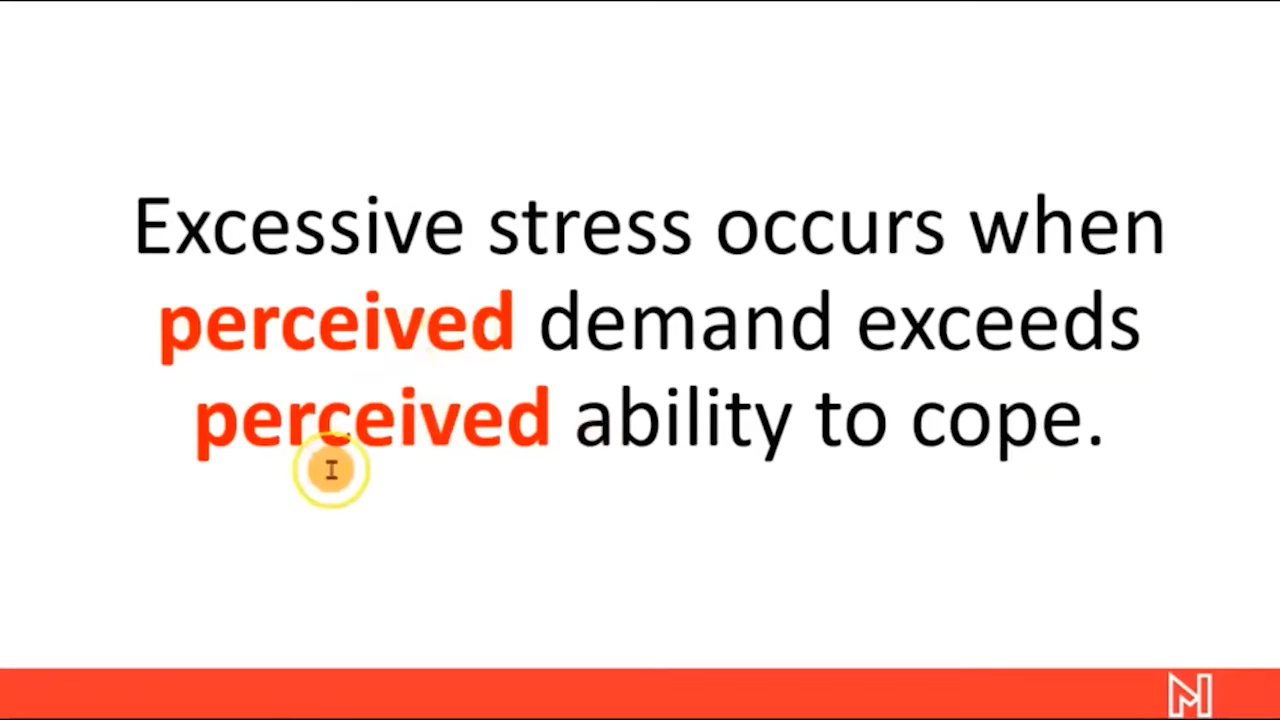 Excessive stress occurs when
perceived demand exceeds
perceived ability to cope.